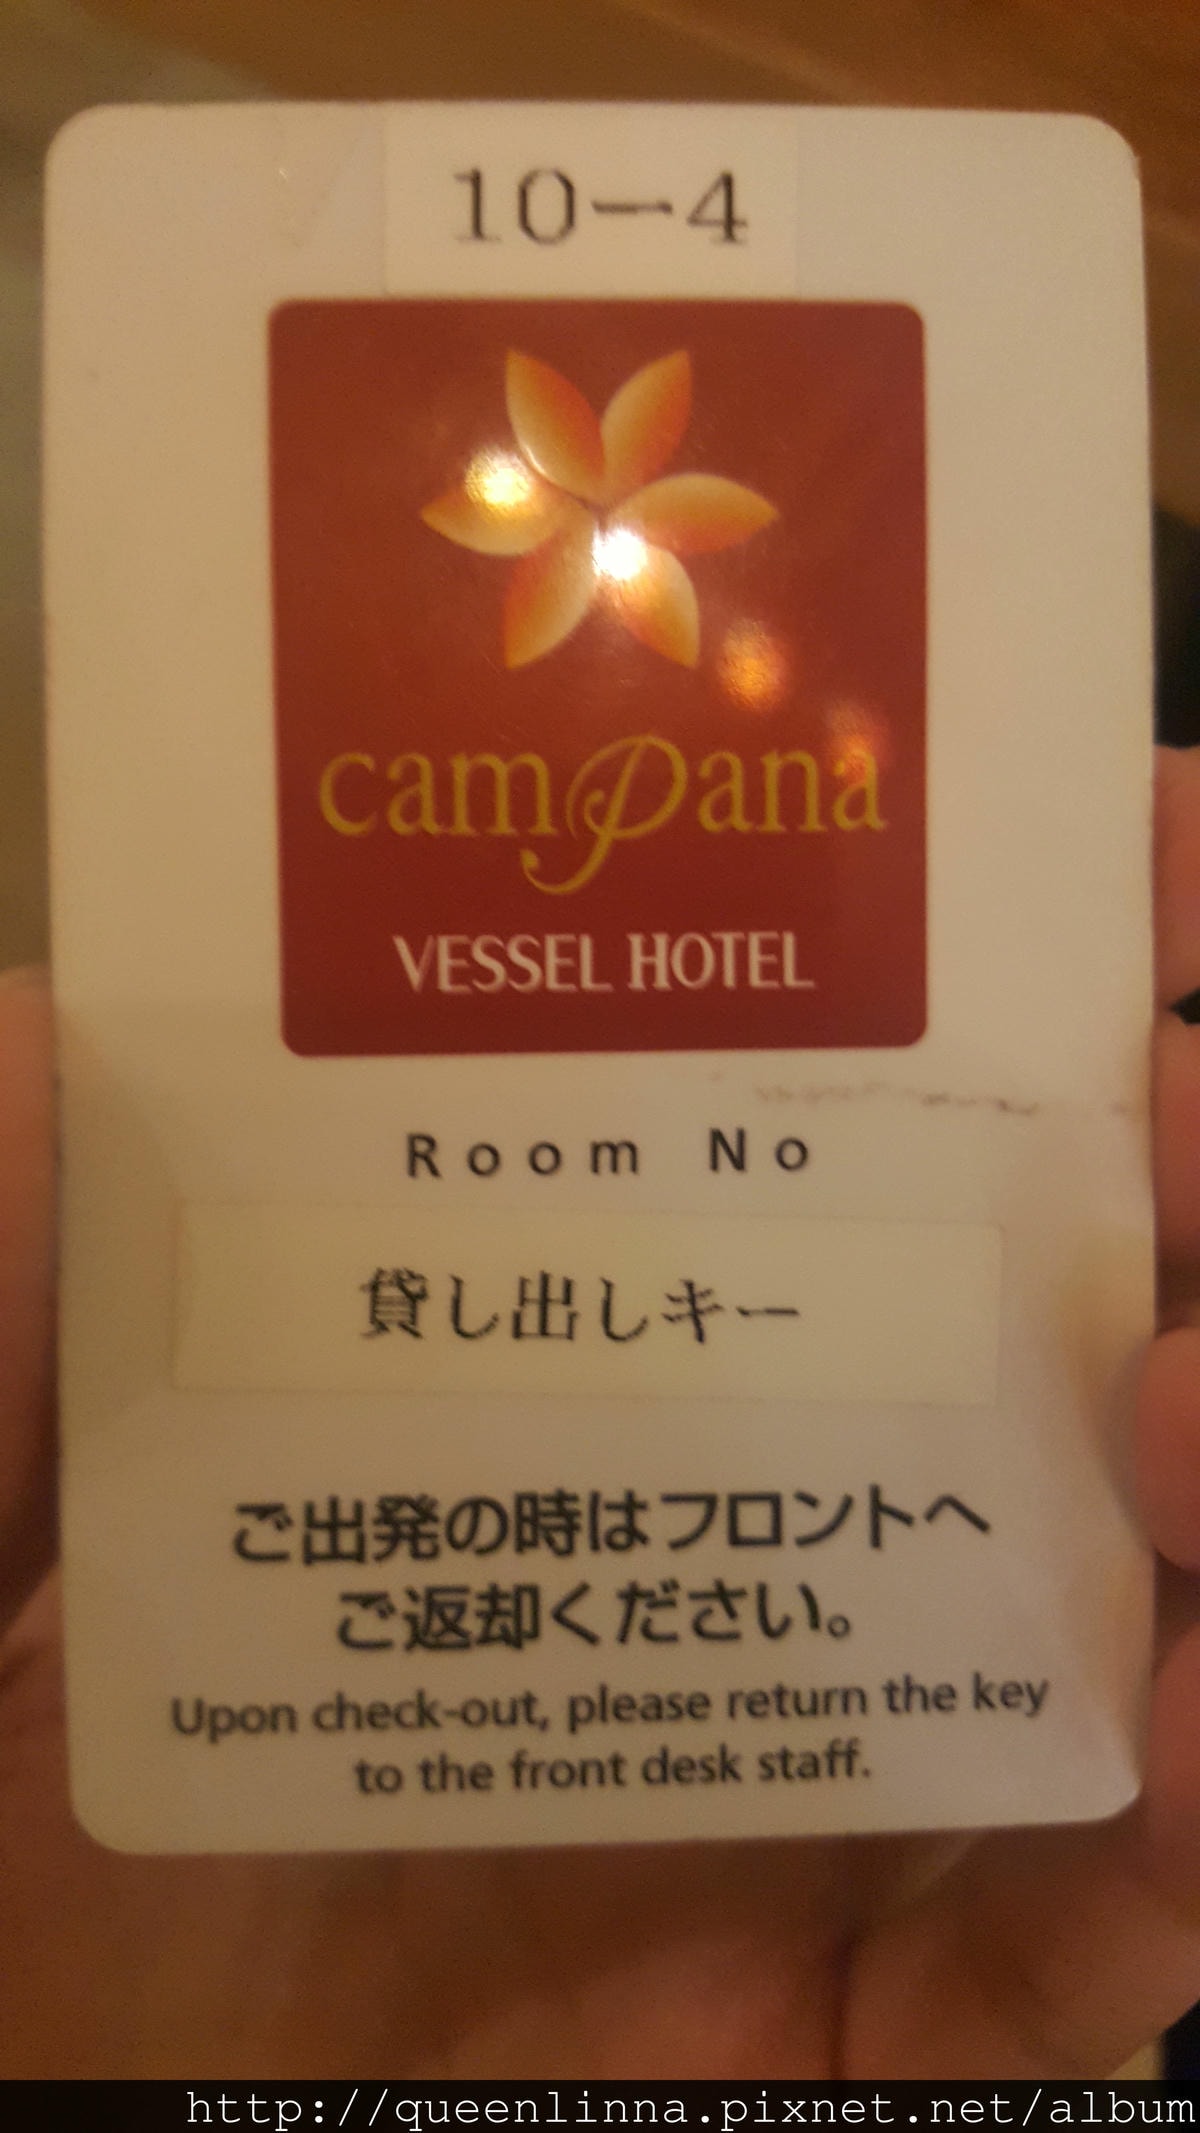 10-4
campana
VESSEL HOTEL
Room No
貸し出しキー
ご出発の時はフロントへ
ご返却ください。
Upon check-out, please return the key
to the front desk staff.
http://queenlinna.pixnet.net/album